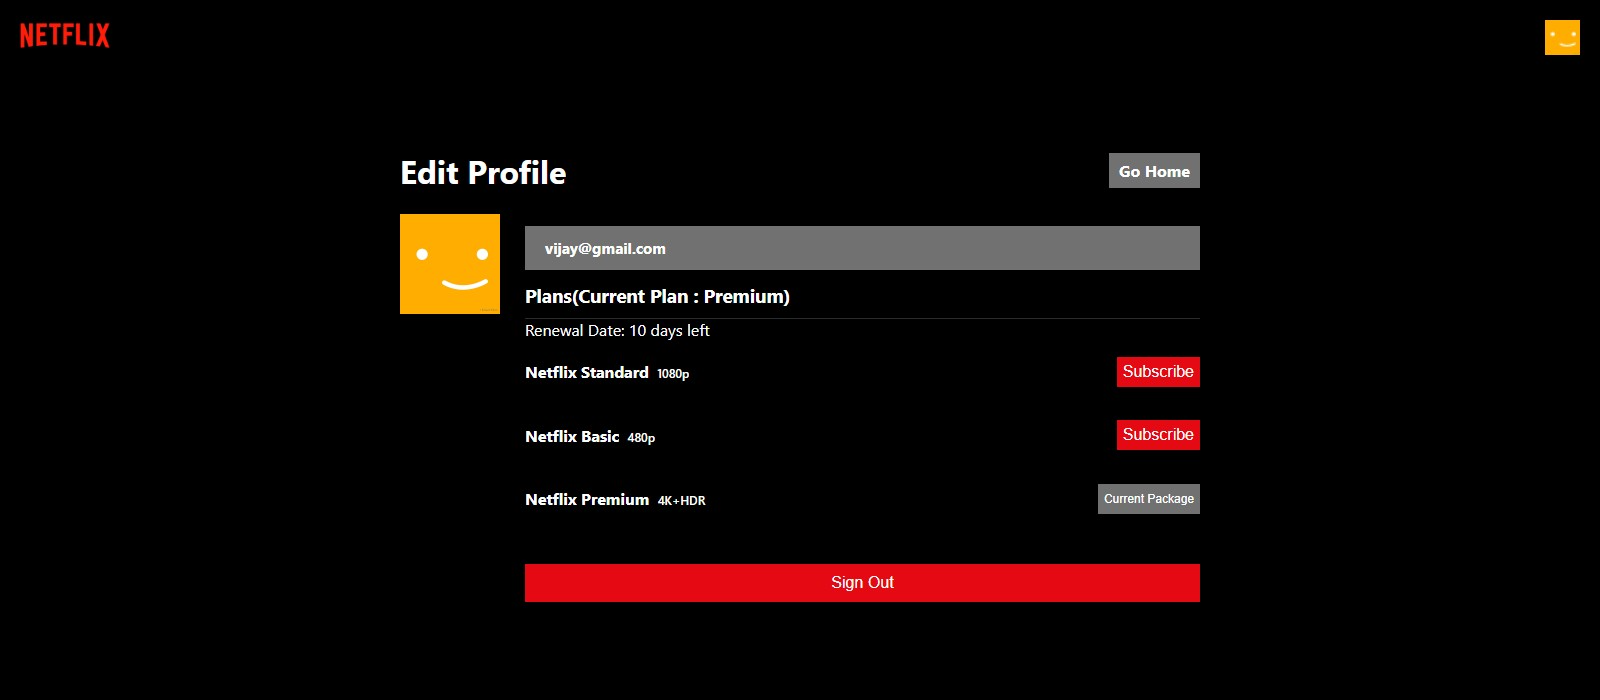 NETFLIX
Edit Profile
Go Home
vijay@gmail.com
Plans(Current Plan : Premium)
Renewal Date: 10 days left
Netflix Standard 1080p
Subscribe
Netflix Basic 480p
Subscribe
Netflix Premium 4K+HDR
Current Package
Sign Out